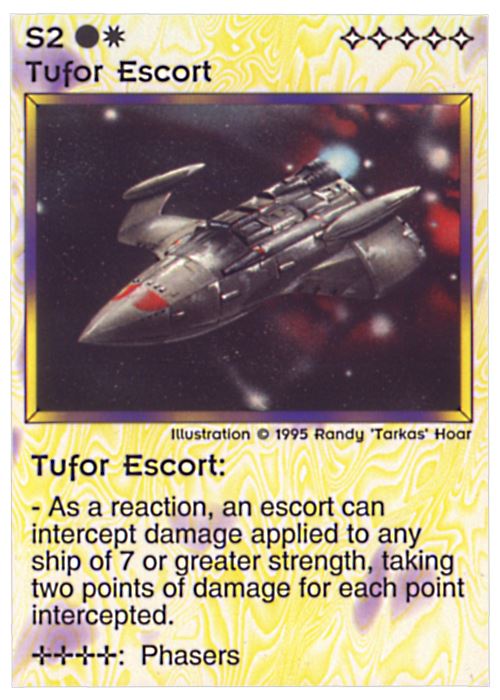 S2
Tufor Escort
Illustration © 1995 Randy 'Tarkas' Hoar
Tufor Escort:
- As a reaction, an escort can
intercept damage applied to any
ship of 7 or greater strength, taking
two points of damage for each point
intercepted.
: Phasers